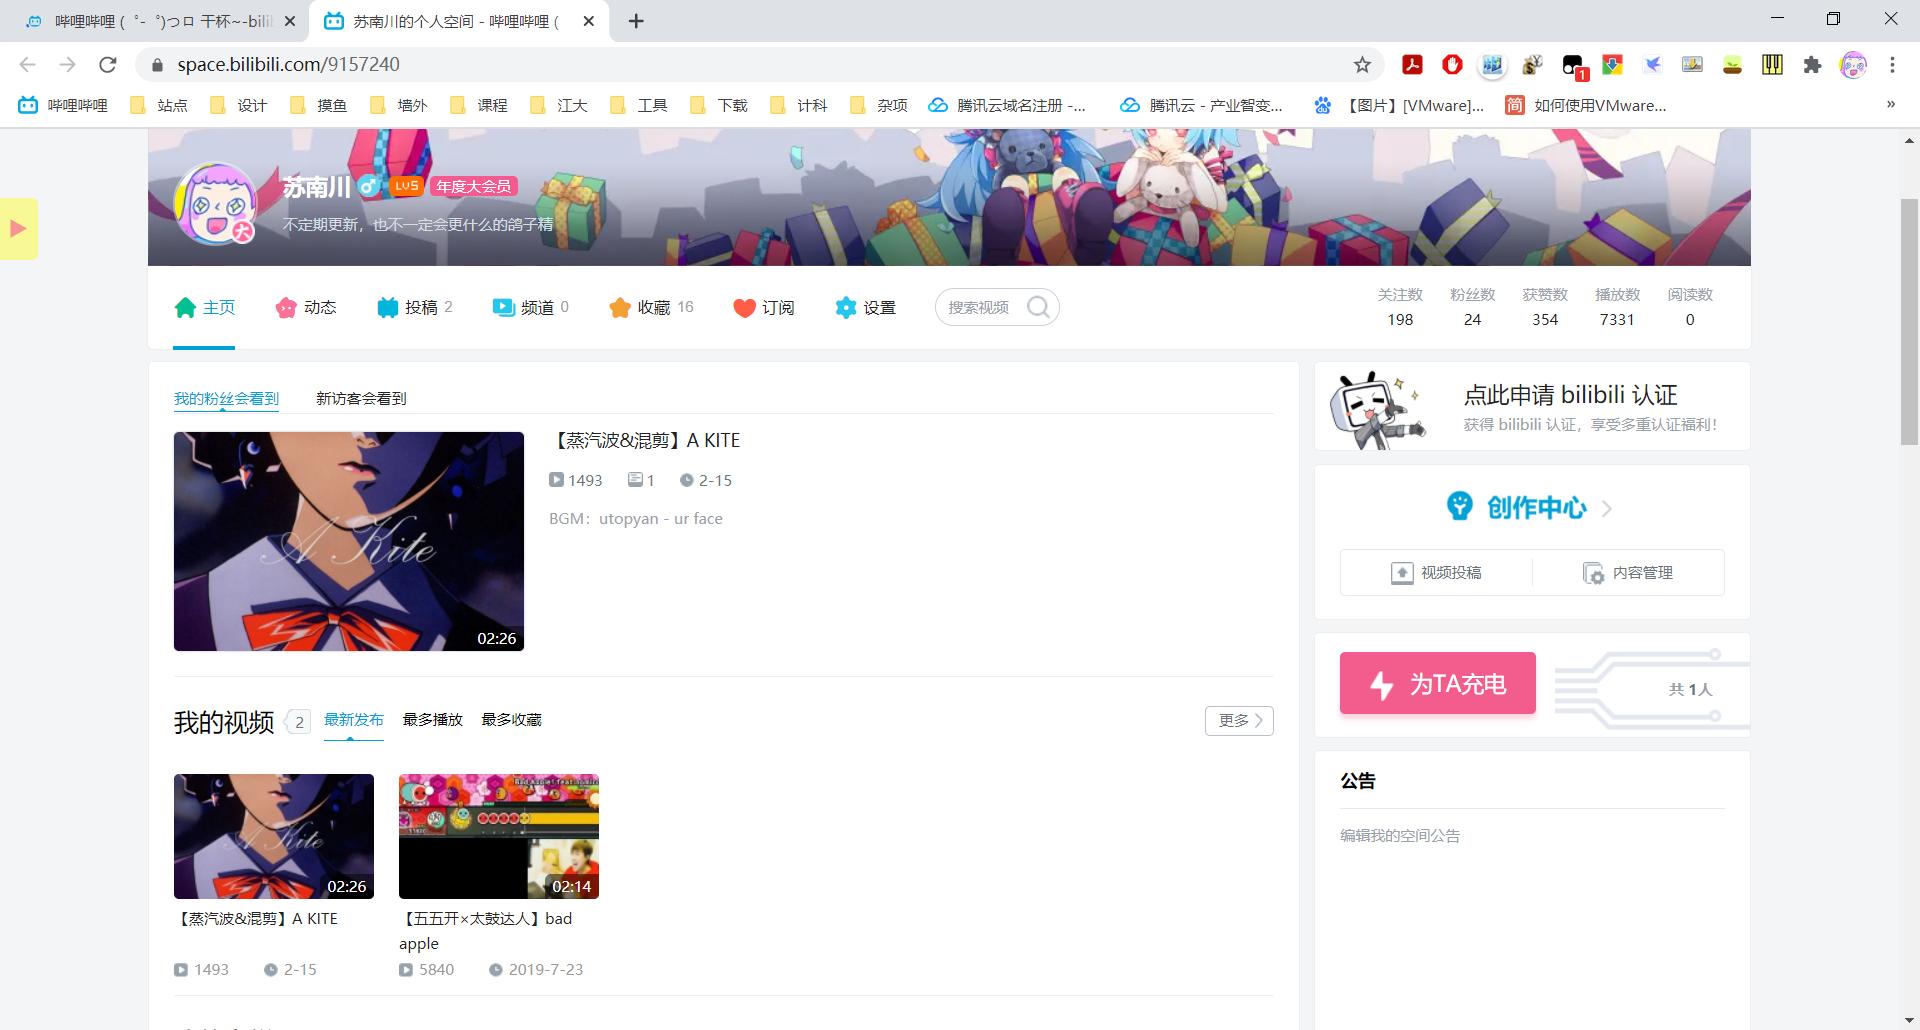 哔哩哔哩 (゜-゜)つロ 干杯~-bili
苏南川的个人空间 - 哔哩哔哩 (
space.bilibili.com/9157240
1
哔哩哔哩 站点 设计 摸鱼 墙外 课程 江大 工具 下载 计科 杂项 腾讯云域名注册 -... 腾讯云 - 产业智变... 【图片】[VMware]... 简 如何使用VMware... »
苏南川 LV5 年度大会员
大
不定期更新，也不一定会更什么的鸽子精
主页 动态 投稿 2 频道 0 收藏 16 订阅 设置 搜索视频
关注数 粉丝数 获赞数 播放数 阅读数
198 24 354 7331 0
我的粉丝会看到 新访客会看到
【蒸汽波&混剪】A KITE
1493 1 2-15
BGM：utopyan - ur face
A Kite
02:26
点此申请 bilibili 认证
获得 bilibili 认证，享受多重认证福利！
创作中心
视频投稿 内容管理
为TA充电 共 1人
我的视频 2 最新发布 最多播放 最多收藏 更多
A Kite
02:26
02:14
【蒸汽波&混剪】A KITE
1493 2-15
【五五开×太鼓达人】bad
apple
5840 2019-7-23
公告
编辑我的空间公告